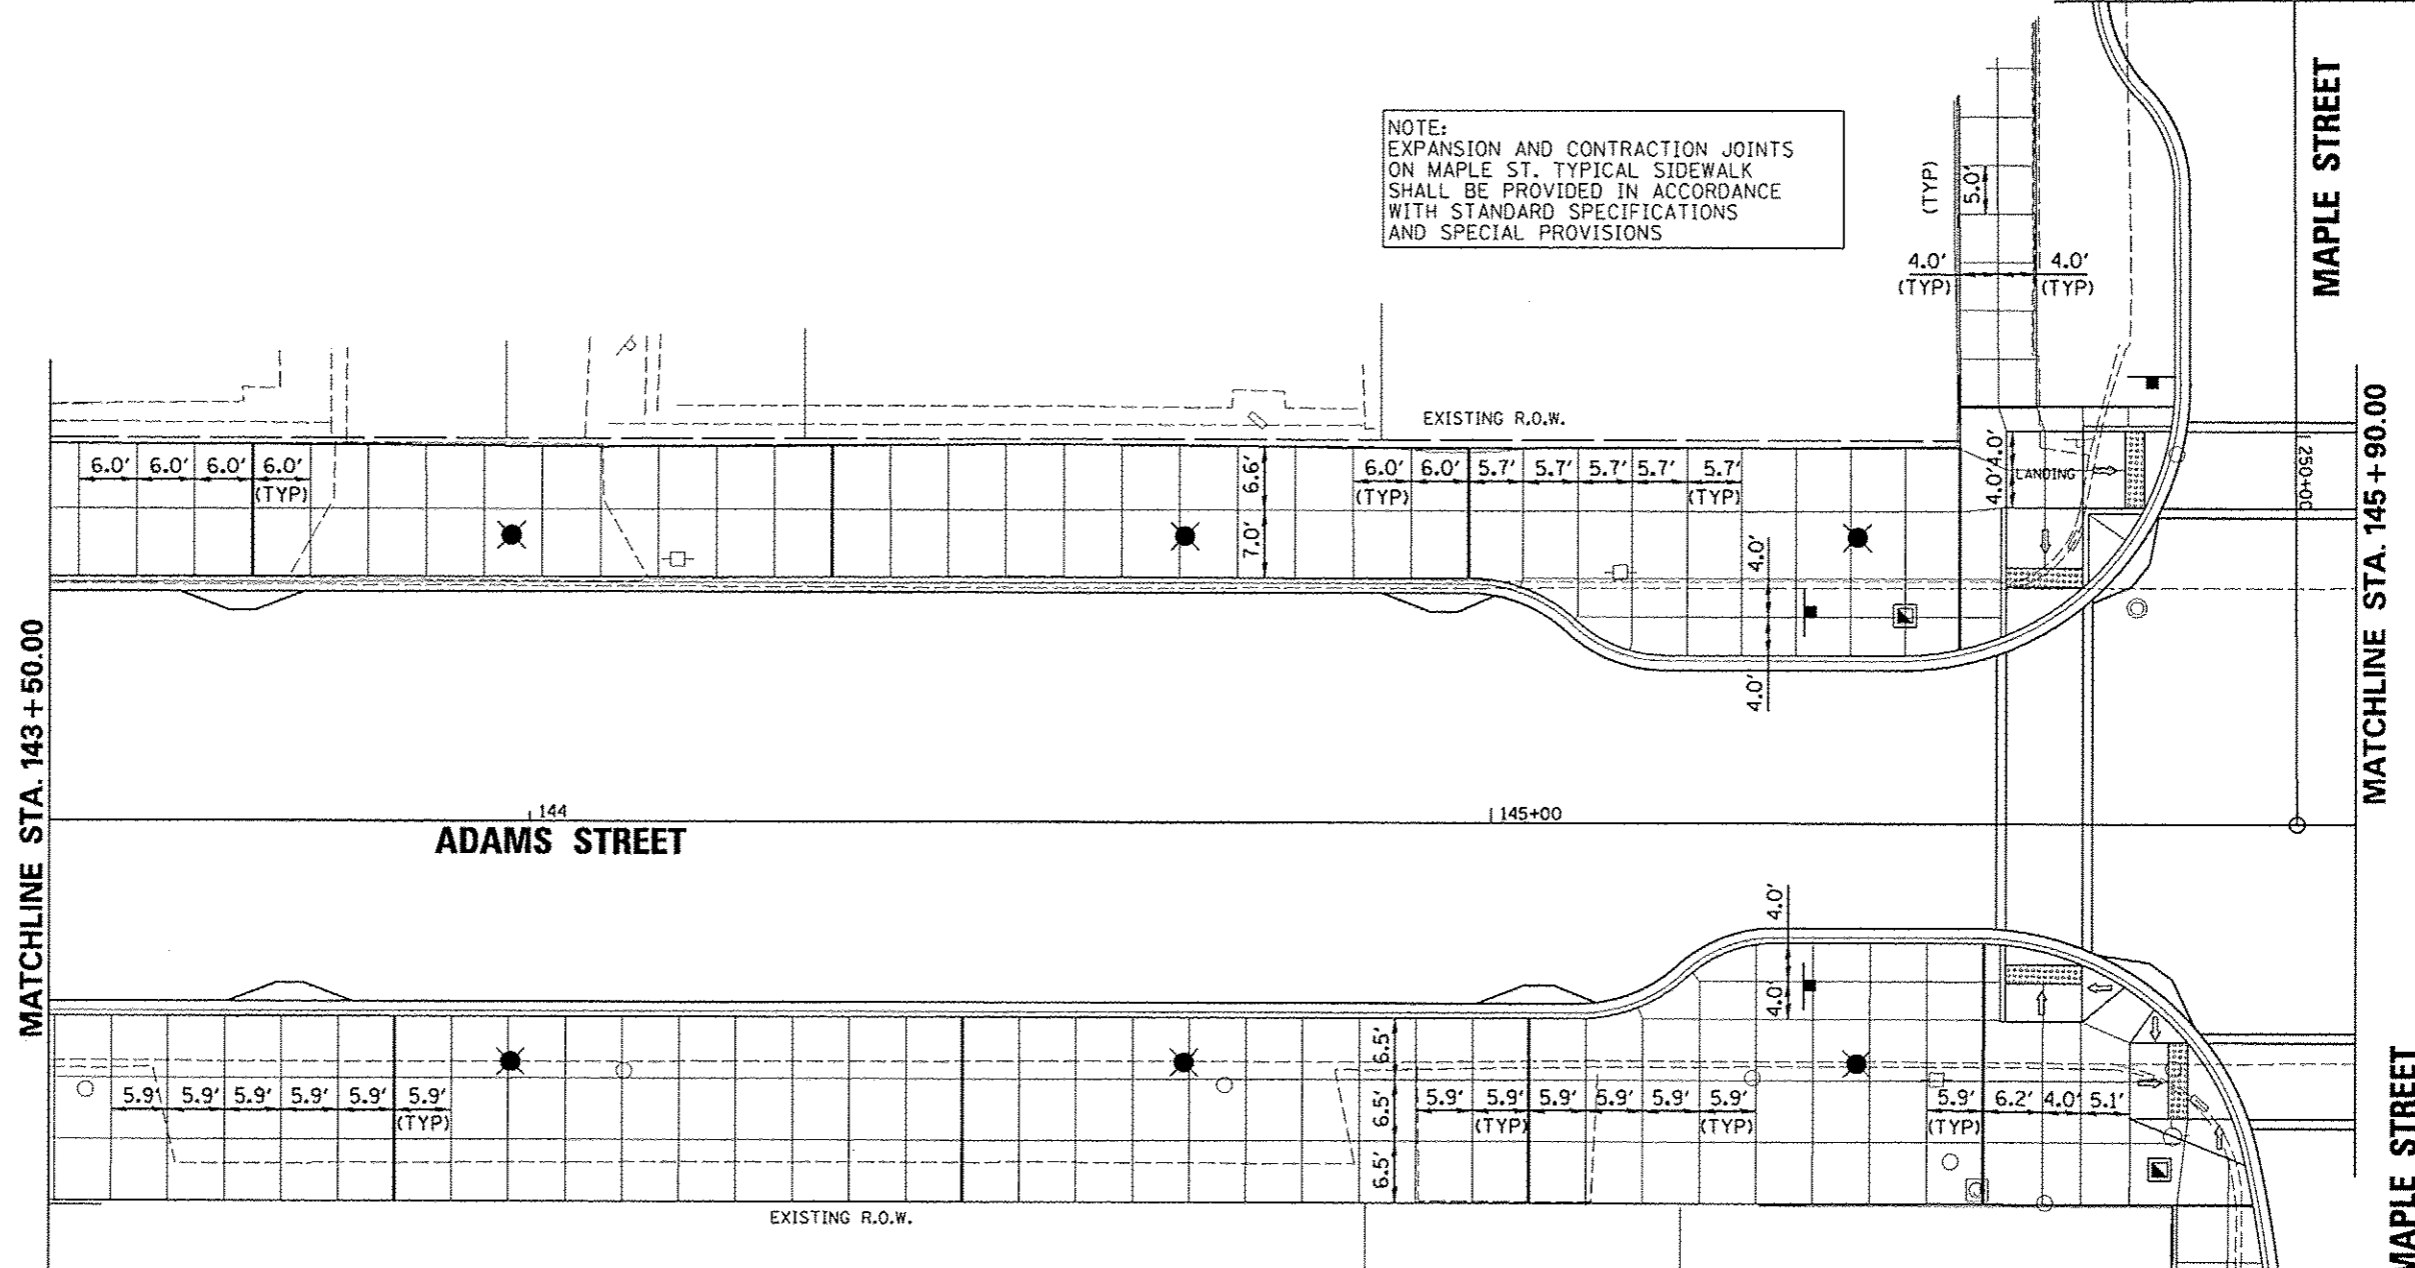 NOTE:
EXPANSION AND CONTRACTION JOINTS
ON MAPLE ST. TYPICAL SIDEWALK
SHALL BE PROVIDED IN ACCORDANCE
WITH STANDARD SPECIFICATIONS
AND SPECIAL PROVISIONS
MAPLE STREET
(TYP)
5.0'
4.0'
(TYP)
4.0'
(TYP)
EXISTING R.O.W.
6.0' 6.0' 6.0' 6.0'
(TYP)
6.6'
7.0'
6.0' 6.0' 5.7' 5.7' 5.7' 5.7' 5.7'
(TYP) (TYP)
4.0'
4.0'
LANDING
250+00
4.0'
4.0'
MATCHLINE STA. 143+50.00
MATCHLINE STA. 145+90.00
144
145+00
ADAMS STREET
4.0'
4.0'
6.5'
6.5'
6.5'
5.9' 5.9' 5.9' 5.9' 5.9' 5.9'
(TYP)
5.9' 5.9' 5.9' 5.9' 5.9' 5.9'
(TYP) (TYP)
5.9' 6.2' 4.0' 5.1'
(TYP)
EXISTING R.O.W.
MAPLE STREET